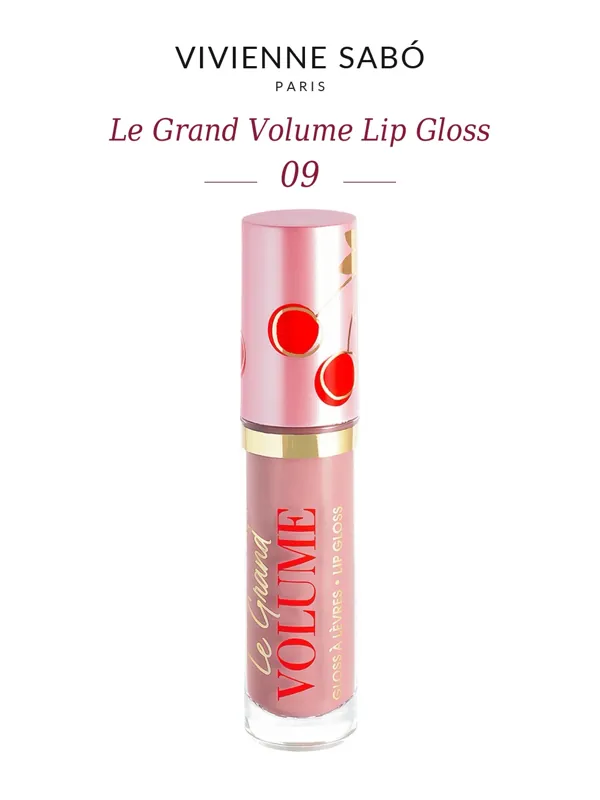 VIVIENNE SABÓ
PARIS
Le Grand Volume Lip Gloss
09
Le Grand
VOLUME
GLOSS À LÈVRES • LIP GLOSS